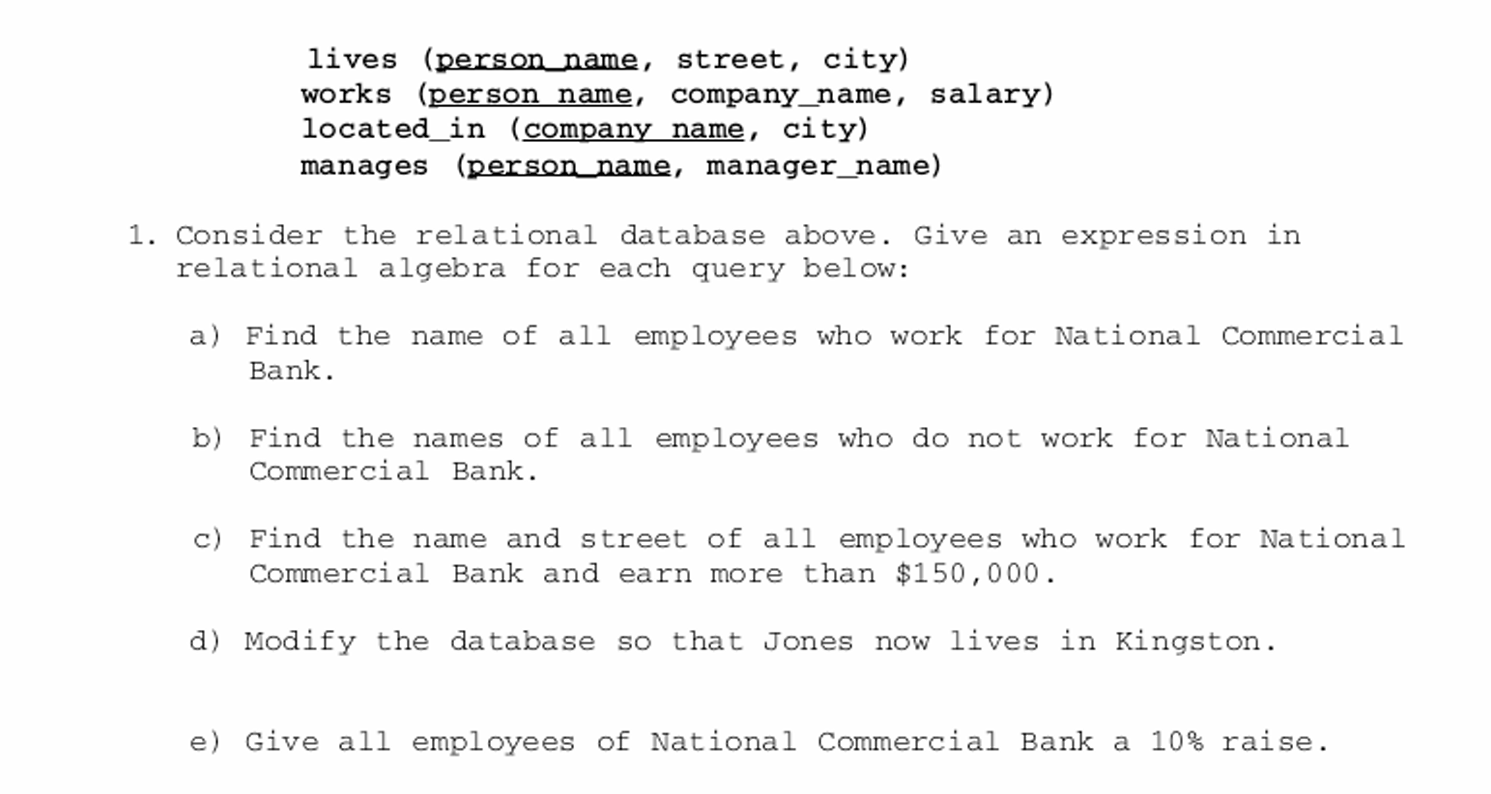 lives (person_name, street, city)
works (person_name, company_name, salary)
located_in (company_name, city)
manages (person_name, manager_name)
1. Consider the relational database above. Give an expression in
relational algebra for each query below:
a) Find the name of all employees who work for National Commercial
Bank.
b) Find the names of all employees who do not work for National
Commercial Bank.
c) Find the name and street of all employees who work for National
Commercial Bank and earn more than $150,000.
d) Modify the database so that Jones now lives in Kingston.
e) Give all employees of National Commercial Bank a 10% raise.